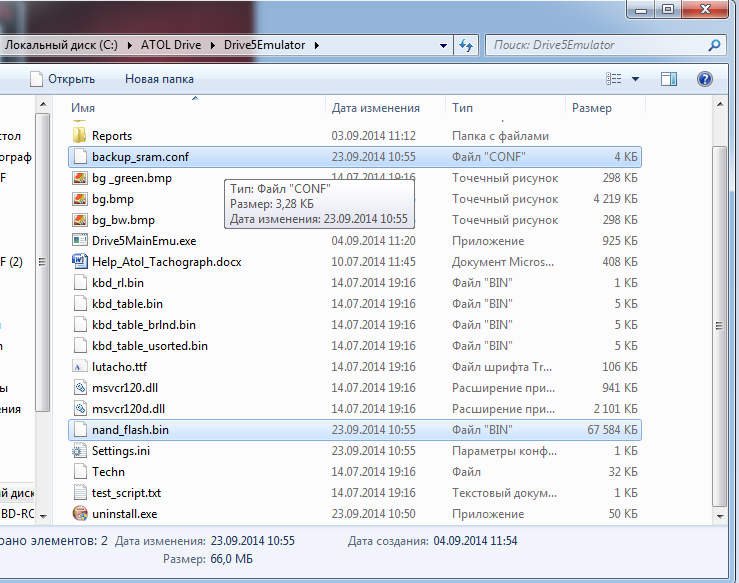 Локальный диск (C:) ▸ ATOL Drive ▸ Drive5Emulator ▸ Поиск: Drive5Emulator
Открыть Новая папка
Имя Дата изменения Тип Размер
Reports 03.09.2014 11:12 Папка с файлами
backup_sram.conf 23.09.2014 10:55 Файл "CONF" 4 КБ
bg _green.bmp 14.07.2014 19:16 Точечный рисунок 298 КБ
bg.bmp Точечный рисунок 4 219 КБ
bg_bw.bmp Точечный рисунок 298 КБ
Тип: Файл "CONF"
Размер: 3,28 КБ
Дата изменения: 23.09.2014 10:55
Drive5MainEmu.exe 04.09.2014 11:20 Приложение 925 КБ
Help_Atol_Tachograph.docx 10.07.2014 11:45 Документ Micros... 408 КБ
kbd_rl.bin 14.07.2014 19:16 Файл "BIN" 1 КБ
kbd_table.bin 14.07.2014 19:16 Файл "BIN" 5 КБ
kbd_table_brlnd.bin 14.07.2014 19:16 Файл "BIN" 5 КБ
kbd_table_usorted.bin 14.07.2014 19:16 Файл "BIN" 5 КБ
lutacho.ttf 14.07.2014 19:16 Файл шрифта Tr... 106 КБ
msvcr120.dll 14.07.2014 19:16 Расширение при... 941 КБ
msvcr120d.dll 14.07.2014 19:16 Расширение при... 2 101 КБ
nand_flash.bin 23.09.2014 10:55 Файл "BIN" 67 584 КБ
Settings.ini 23.09.2014 10:55 Параметры конф... 1 КБ
Techn 14.07.2014 19:16 Файл 32 КБ
test_script.txt 14.07.2014 19:16 Текстовый докум... 1 КБ
uninstall.exe 23.09.2014 10:50 Приложение 50 КБ
стол
ограф
F
F (2)
ы
ения
й диск
BD-RO
рано элементов: 2 Дата изменения: 23.09.2014 10:55 Дата создания: 04.09.2014 11:54
Размер: 66,0 МБ